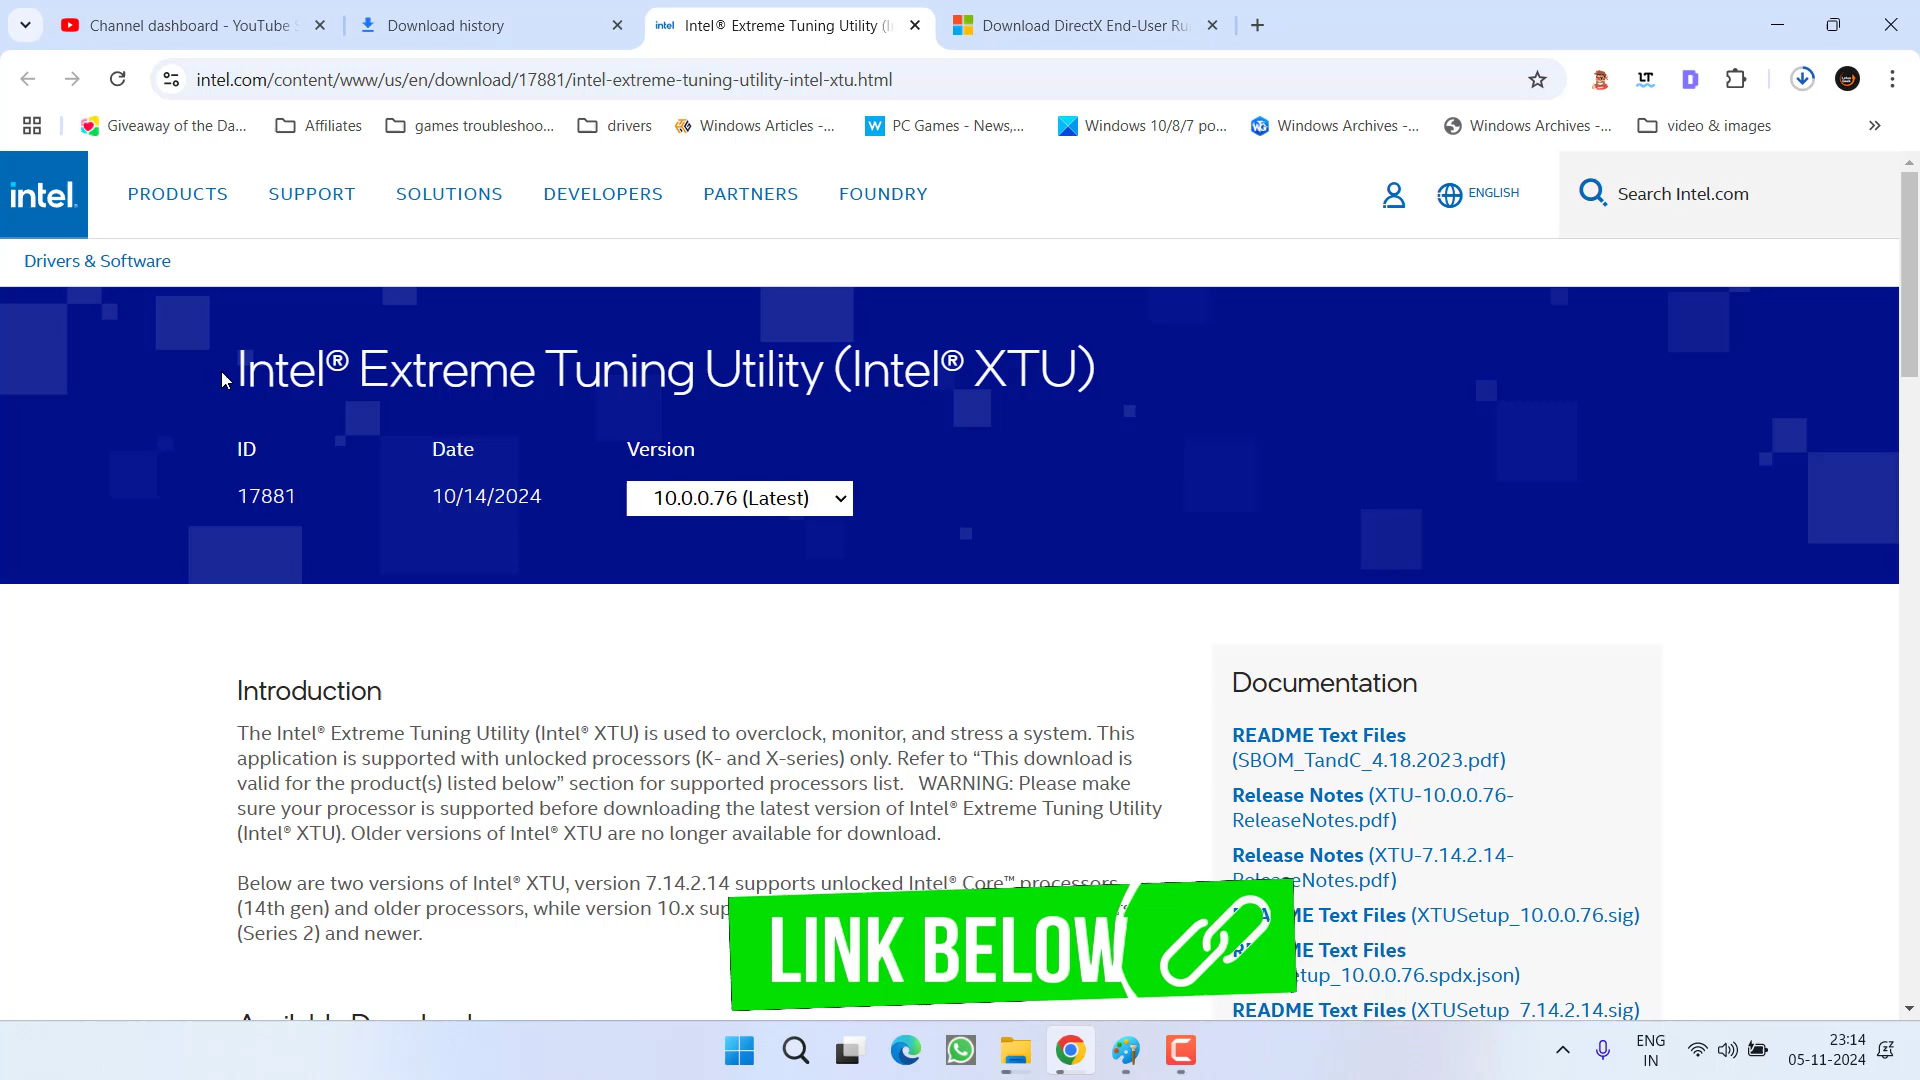 Channel dashboard - YouTube S
Download history
intel Intel® Extreme Tuning Utility (In
Download DirectX End-User Ru
intel.com/content/www/us/en/download/17881/intel-extreme-tuning-utility-intel-xtu.html
LT
Giveaway of the Da...
Affiliates
games troubleshoo...
drivers
Windows Articles -...
W PC Games - News,...
Windows 10/8/7 po...
Windows Archives -...
Windows Archives -...
video & images
intel.
PRODUCTS
SUPPORT
SOLUTIONS
DEVELOPERS
PARTNERS
FOUNDRY
ENGLISH
Search Intel.com
Drivers & Software
Intel® Extreme Tuning Utility (Intel® XTU)
ID
Date
Version
17881
10/14/2024
10.0.0.76 (Latest)
Introduction
The Intel® Extreme Tuning Utility (Intel® XTU) is used to overclock, monitor, and stress a system. This
application is supported with unlocked processors (K- and X-series) only. Refer to “This download is
valid for the product(s) listed below” section for supported processors list. WARNING: Please make
sure your processor is supported before downloading the latest version of Intel® Extreme Tuning Utility
(Intel® XTU). Older versions of Intel® XTU are no longer available for download.
Below are two versions of Intel® XTU, version 7.14.2.14 supports unlocked Intel® Core™ processors
(14th gen) and older processors, while version 10.x sup
(Series 2) and newer.
Documentation
README Text Files
(SBOM_TandC_4.18.2023.pdf)
Release Notes (XTU-10.0.0.76-
ReleaseNotes.pdf)
Release Notes (XTU-7.14.2.14-
eNotes.pdf)
ME Text Files (XTUSetup_10.0.0.76.sig)
ME Text Files
etup_10.0.0.76.spdx.json)
README Text Files (XTUSetup_7.14.2.14.sig)
LINK BELOW
ENG
IN
23:14
05-11-2024